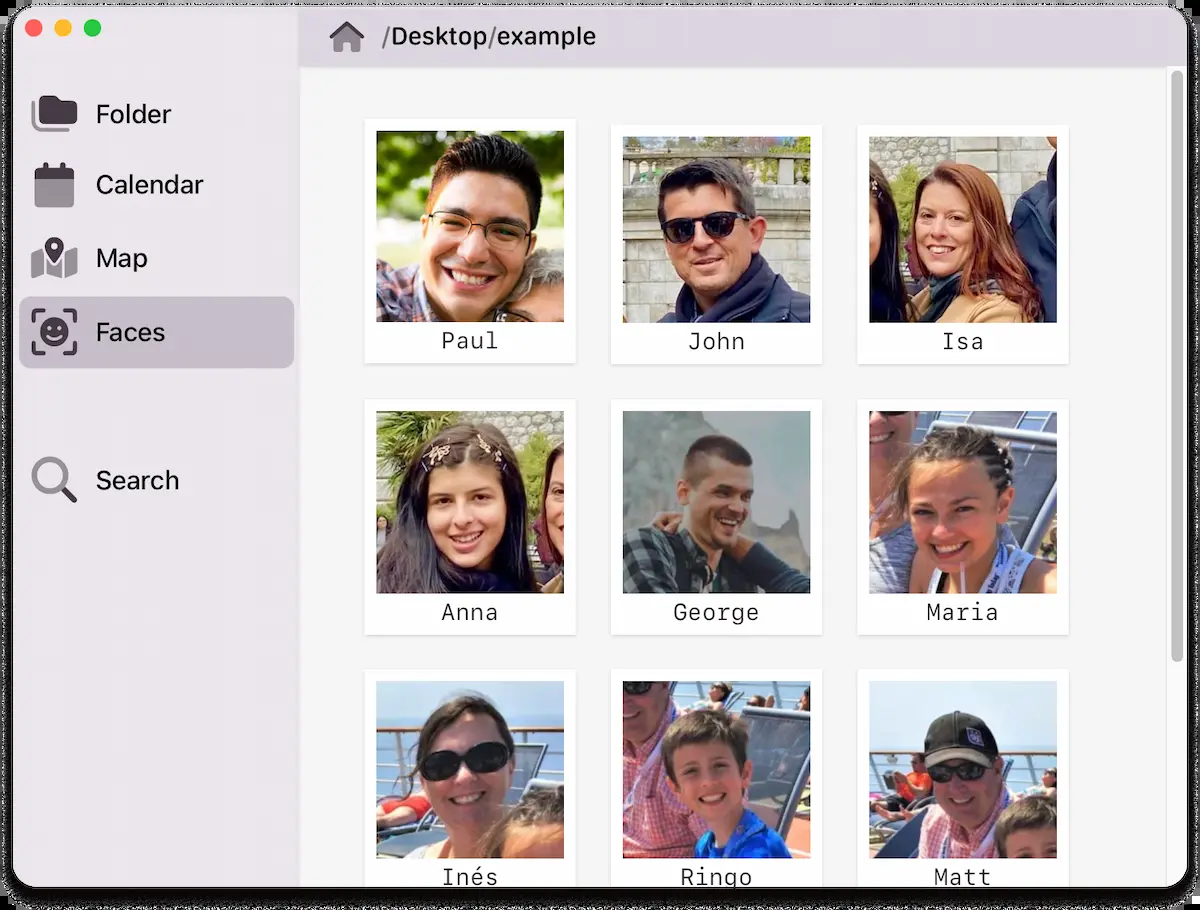 /Desktop/example
Folder
Calendar
Map
Faces
Search
Paul
John
Isa
Anna
George
Maria
Inés
Ringo
Matt